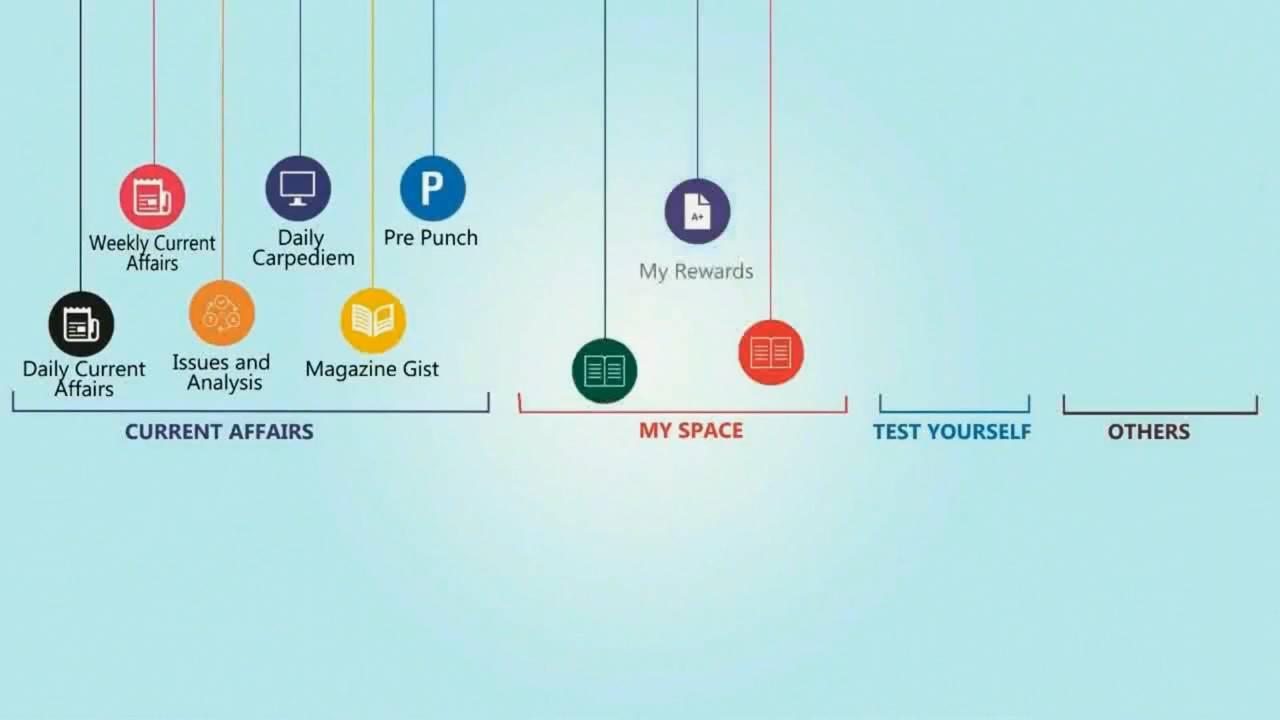 P
Weekly Current
Affairs
Daily
Carpediem
Pre Punch
A+
My Rewards
Daily Current
Affairs
Issues and
Analysis
Magazine Gist
CURRENT AFFAIRS
MY SPACE
TEST YOURSELF
OTHERS